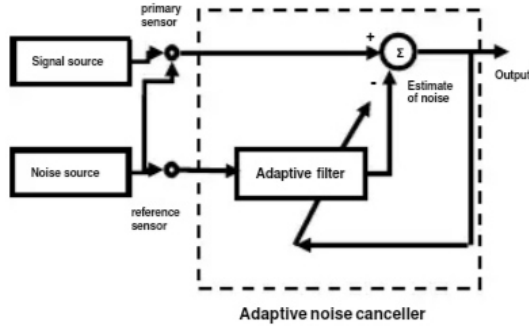 primary
sensor
Signal source
+
Σ
-
Output
Estimate
of noise
Noise source
Adaptive filter
reference
sensor
Adaptive noise canceller